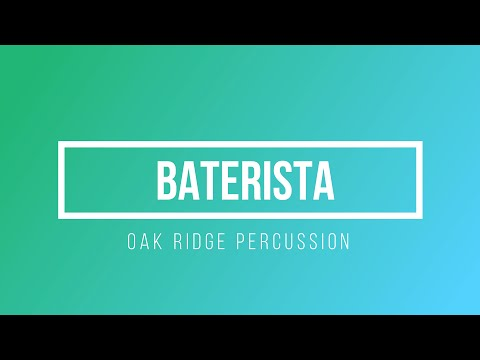 BATERISTA
OAK RIDGE PERCUSSION